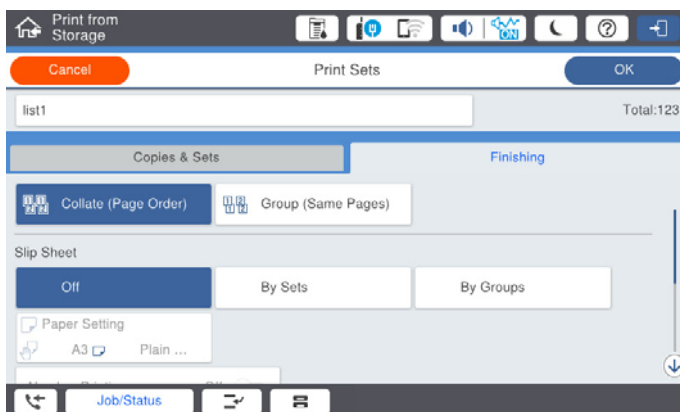 Print from
Storage
ON
Cancel
Print Sets
OK
list1
Total:123
Copies & Sets
Finishing
Collate (Page Order)
Group (Same Pages)
Slip Sheet
Off
By Sets
By Groups
Paper Setting
A3
Plain ...
Job/Status